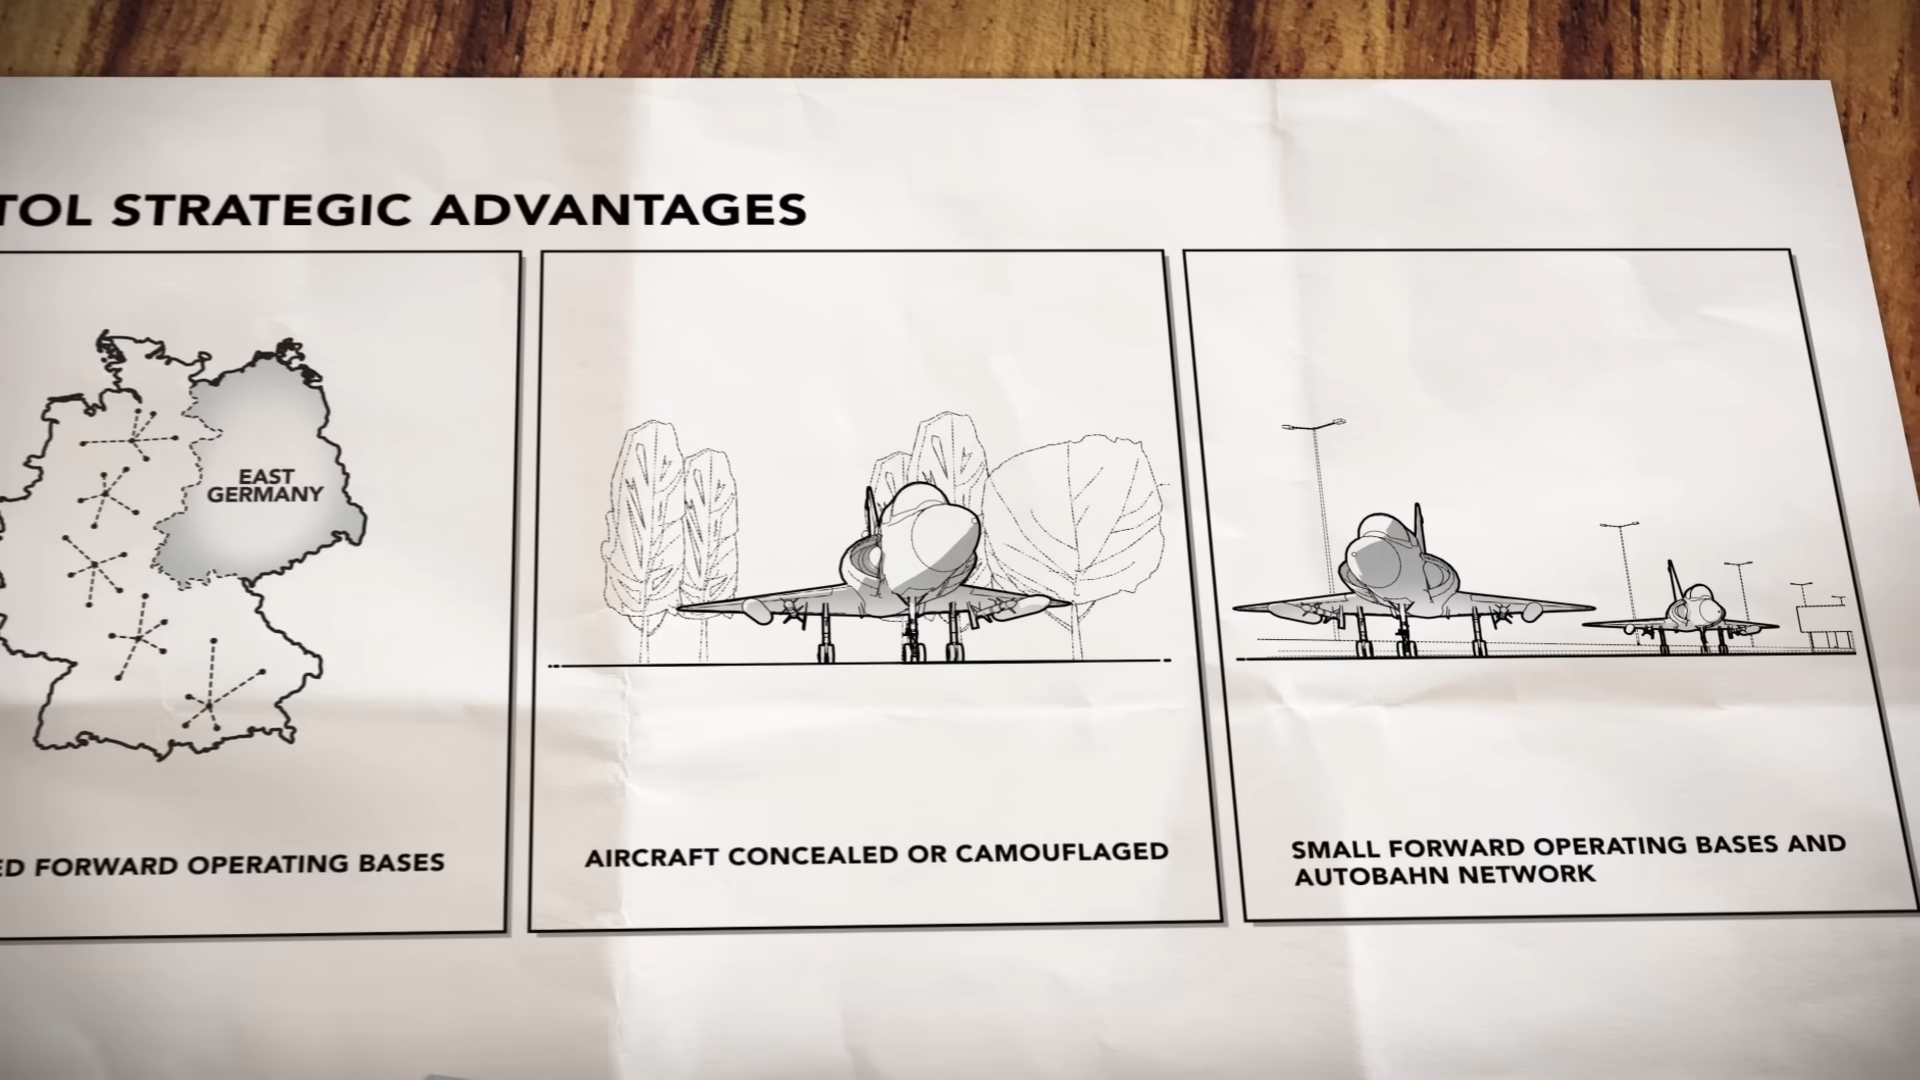 TOL STRATEGIC ADVANTAGES
EAST
GERMANY
ED FORWARD OPERATING BASES
AIRCRAFT CONCEALED OR CAMOUFLAGED
SMALL FORWARD OPERATING BASES AND
AUTOBAHN NETWORK